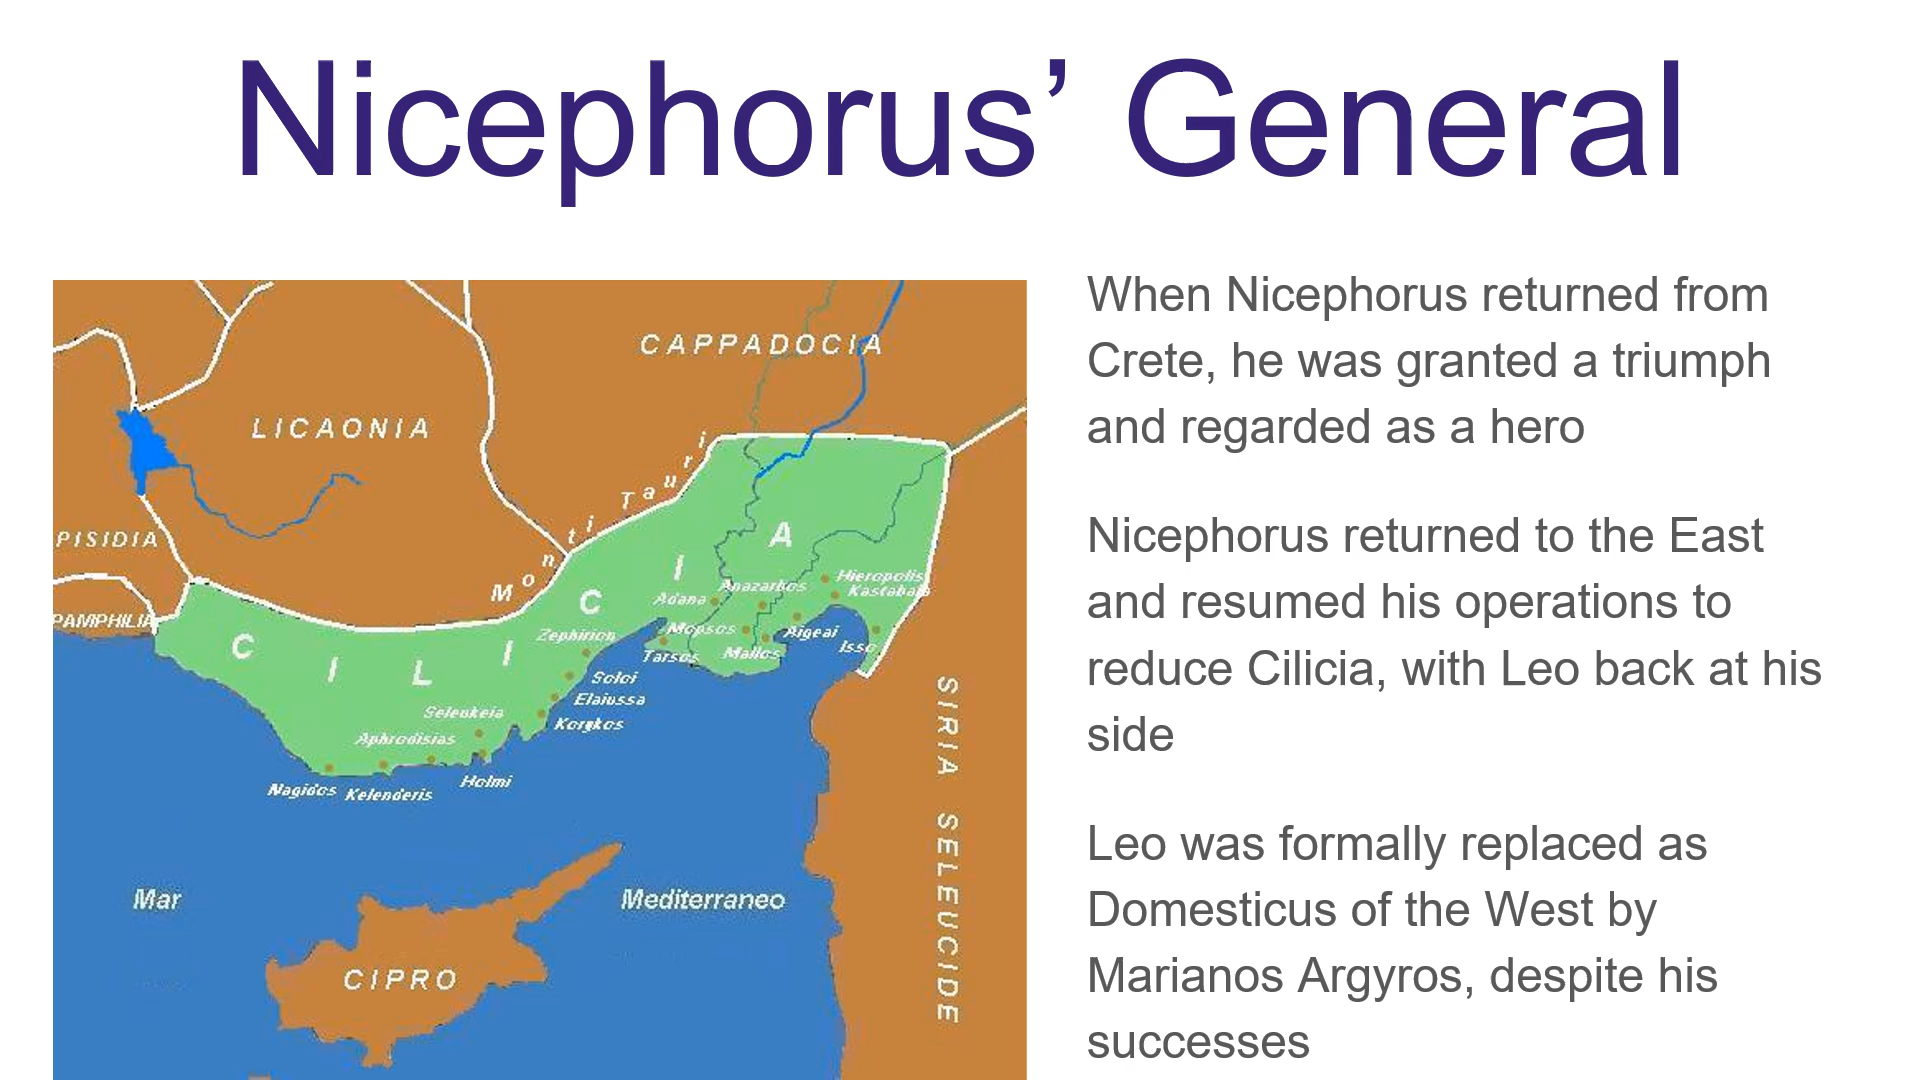 Nicephorus’ General
When Nicephorus returned from
Crete, he was granted a triumph
and regarded as a hero
Nicephorus returned to the East
and resumed his operations to
reduce Cilicia, with Leo back at his
side
Leo was formally replaced as
Domesticus of the West by
Marianos Argyros, despite his
successes
CAPPADOCIA
LICAONIA
Monti Tauri
PISIDIA
PAMPHILIA
CILICIA
Hieropolis
Kastabala
Anazarbos
Adana
Zephirion
Mopsos
Aigeai
Isso
Tarsos
Mallos
Soloi
Elaiussa
Seleukeia
Korykos
Aphrodisias
Holmi
Nagidos
Kelenderis
SIRIA SELEUCIDE
Mar Mediterraneo
CIPRO